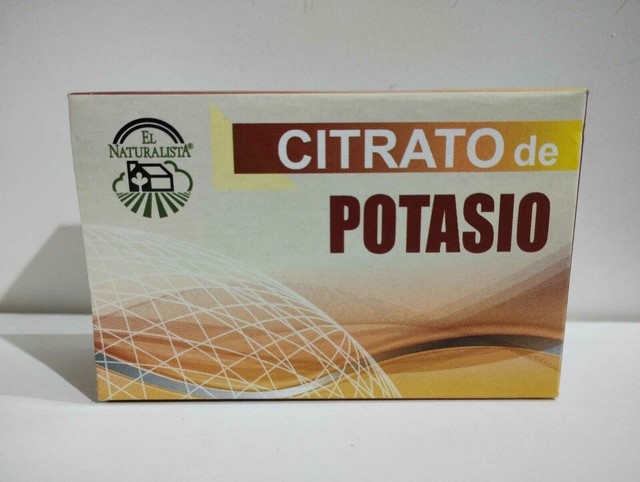 EL
NATURALISTA®
CITRATO de
POTASIO